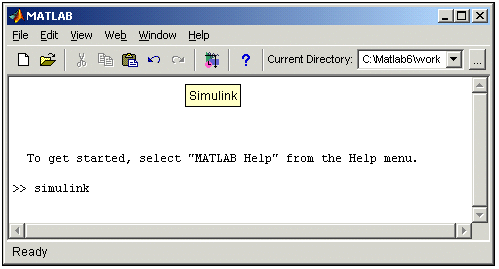 MATLAB
File Edit View Web Window Help
? Current Directory: C:\Matlab6\work ...
Simulink
To get started, select "MATLAB Help" from the Help menu.
>> simulink
Ready